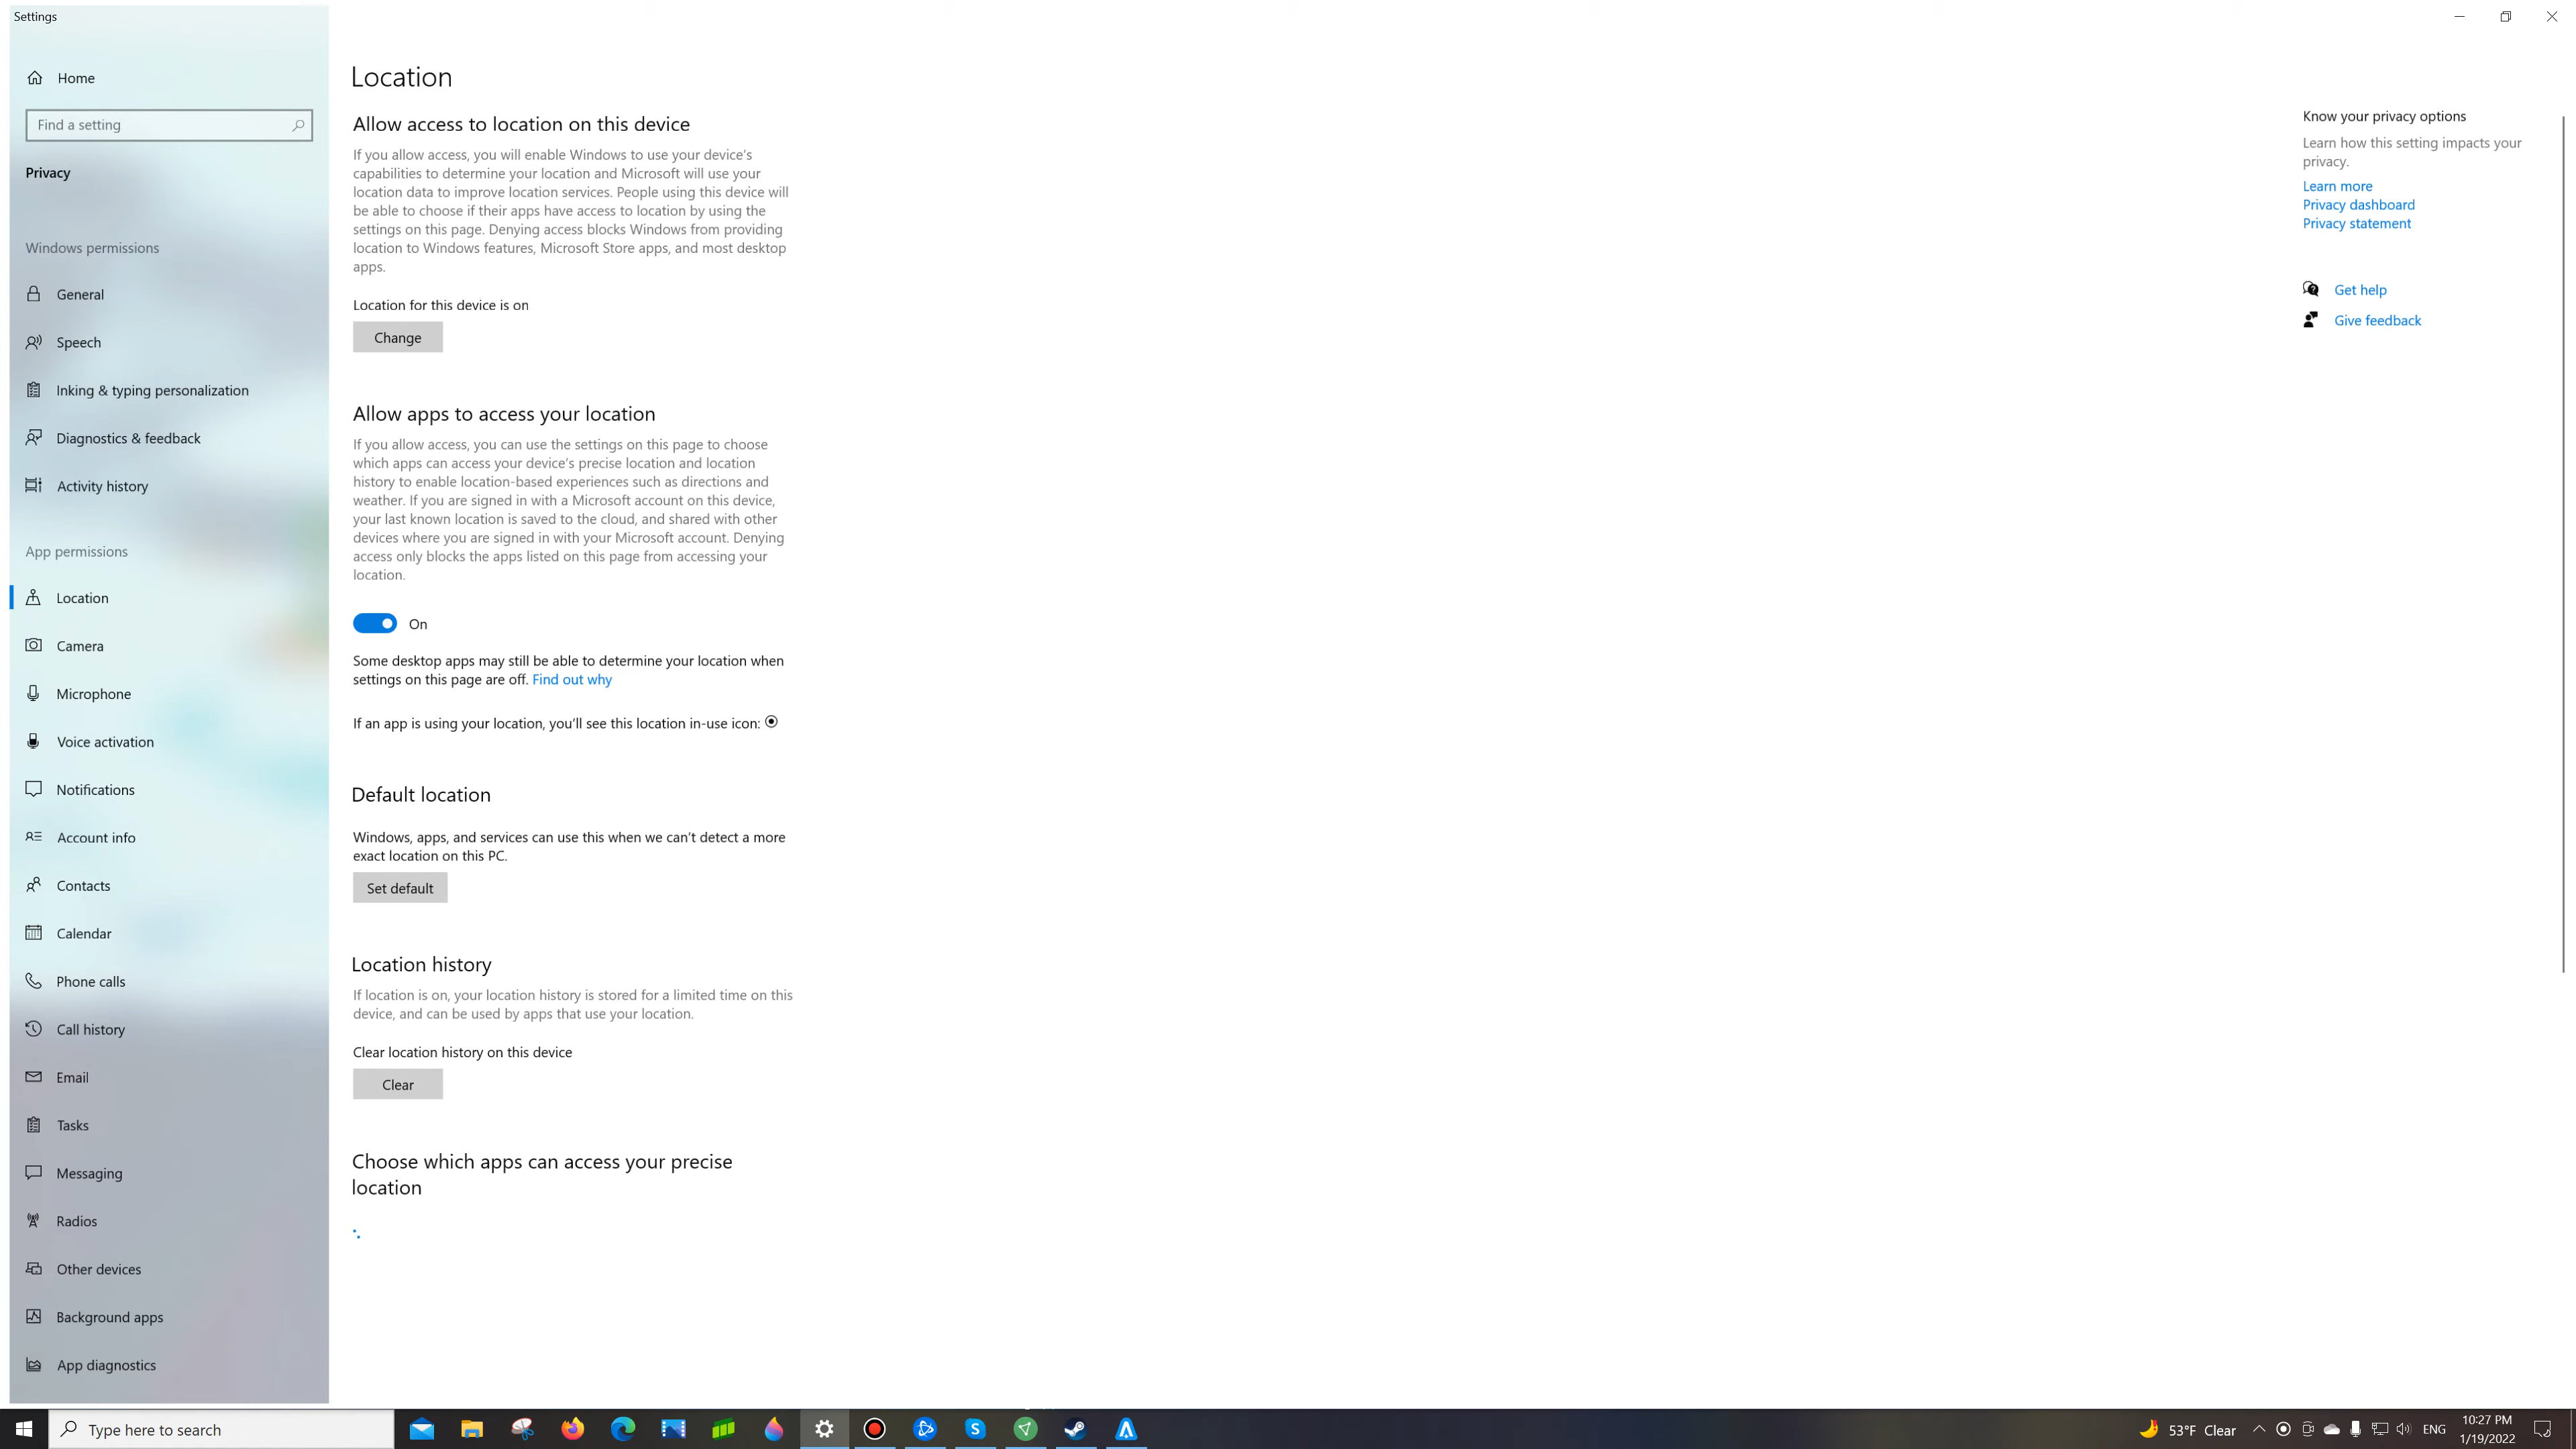 Settings
Home
Find a setting
Privacy
Windows permissions
General
Speech
Inking & typing personalization
Diagnostics & feedback
Activity history
App permissions
Location
Camera
Microphone
Voice activation
Notifications
Account info
Contacts
Calendar
Phone calls
Call history
Email
Tasks
Messaging
Radios
Other devices
Background apps
App diagnostics
Location
Allow access to location on this device
If you allow access, you will enable Windows to use your device's
capabilities to determine your location and Microsoft will use your
location data to improve location services. People using this device will
be able to choose if their apps have access to location by using the
settings on this page. Denying access blocks Windows from providing
location to Windows features, Microsoft Store apps, and most desktop
apps.
Location for this device is on
Change
Allow apps to access your location
If you allow access, you can use the settings on this page to choose
which apps can access your device's precise location and location
history to enable location-based experiences such as directions and
weather. If you are signed in with a Microsoft account on this device,
your last known location is saved to the cloud, and shared with other
devices where you are signed in with your Microsoft account. Denying
access only blocks the apps listed on this page from accessing your
location.
On
Some desktop apps may still be able to determine your location when
settings on this page are off. Find out why
If an app is using your location, you'll see this location in-use icon:
Default location
Windows, apps, and services can use this when we can't detect a more
exact location on this PC.
Set default
Location history
If location is on, your location history is stored for a limited time on this
device, and can be used by apps that use your location.
Clear location history on this device
Clear
Choose which apps can access your precise
location
Know your privacy options
Learn how this setting impacts your
privacy.
Learn more
Privacy dashboard
Privacy statement
Get help
Give feedback
Type here to search
53°F Clear
ENG
10:27 PM
1/19/2022